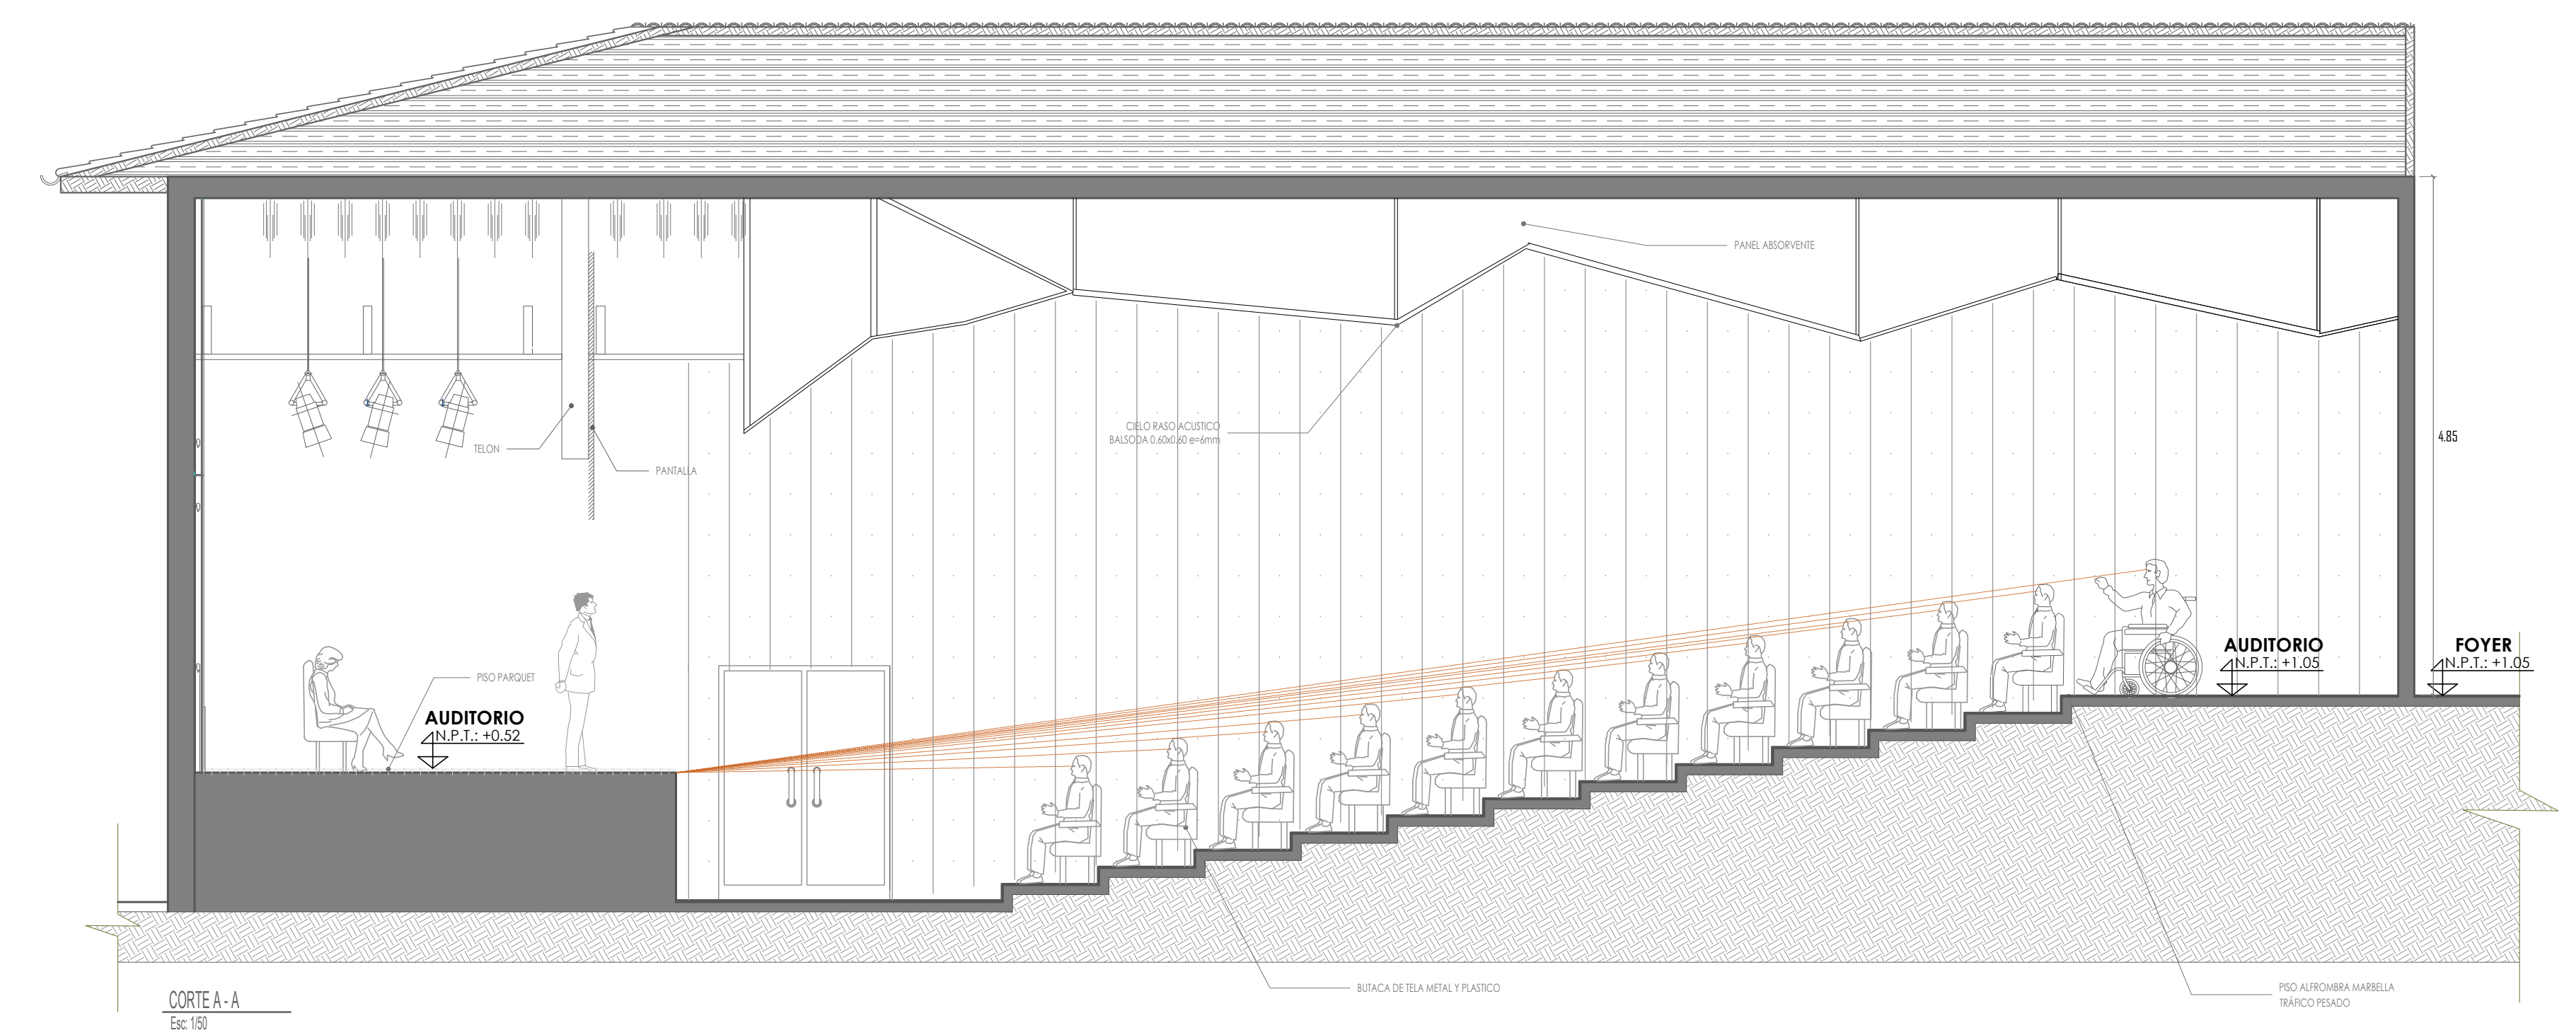 PANEL ABSORVENTE
CIELO RASO ACUSTICO
BALSODA 0.60x0.60 e=6mm
TELON
PANTALLA
4.85
PISO PARQUET
AUDITORIO
N.P.T.: +0.52
AUDITORIO
N.P.T.: +1.05
FOYER
N.P.T.: +1.05
BUTACA DE TELA METAL Y PLASTICO
PISO ALFROMBRA MARBELLA
TRÁFICO PESADO
CORTE A - A
Esc: 1/50